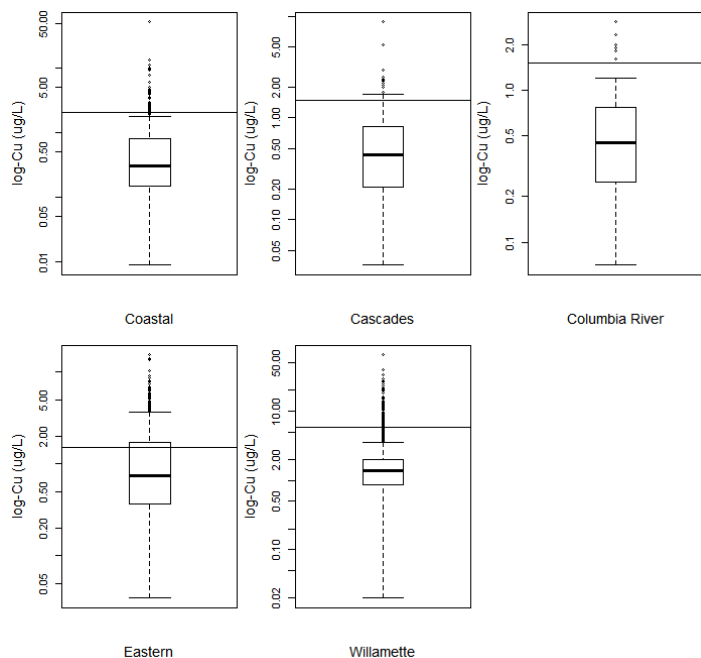 50.00
5.00
0.50
0.05
0.01
log-Cu (ug/L)
Coastal
5.00
2.00
1.00
0.50
0.20
0.10
0.05
log-Cu (ug/L)
Cascades
2.0
1.0
0.5
0.2
0.1
log-Cu (ug/L)
Columbia River
5.00
2.00
0.50
0.20
0.05
log-Cu (ug/L)
Eastern
50.00
10.00
2.00
0.50
0.10
0.02
log-Cu (ug/L)
Willamette